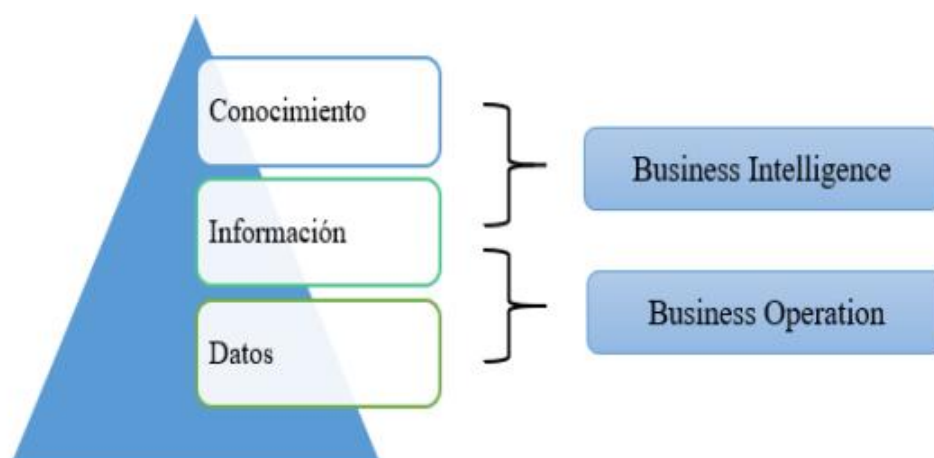 Conocimiento
Business Intelligence
Información
Business Operation
Datos